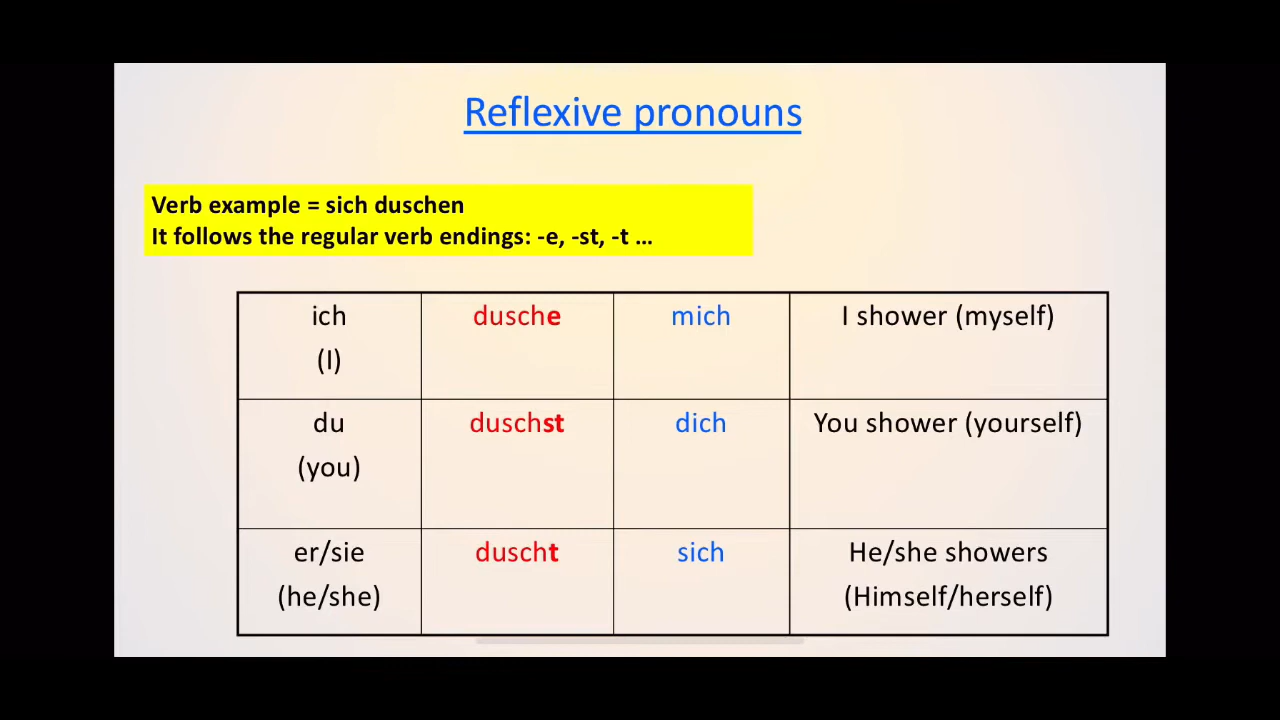 Reflexive pronouns
Verb example = sich duschen
It follows the regular verb endings: -e, -st, -t ...
ich dusche mich I shower (myself)
(I)
du duschst dich You shower (yourself)
(you)
er/sie duscht sich He/she showers
(he/she) (Himself/herself)